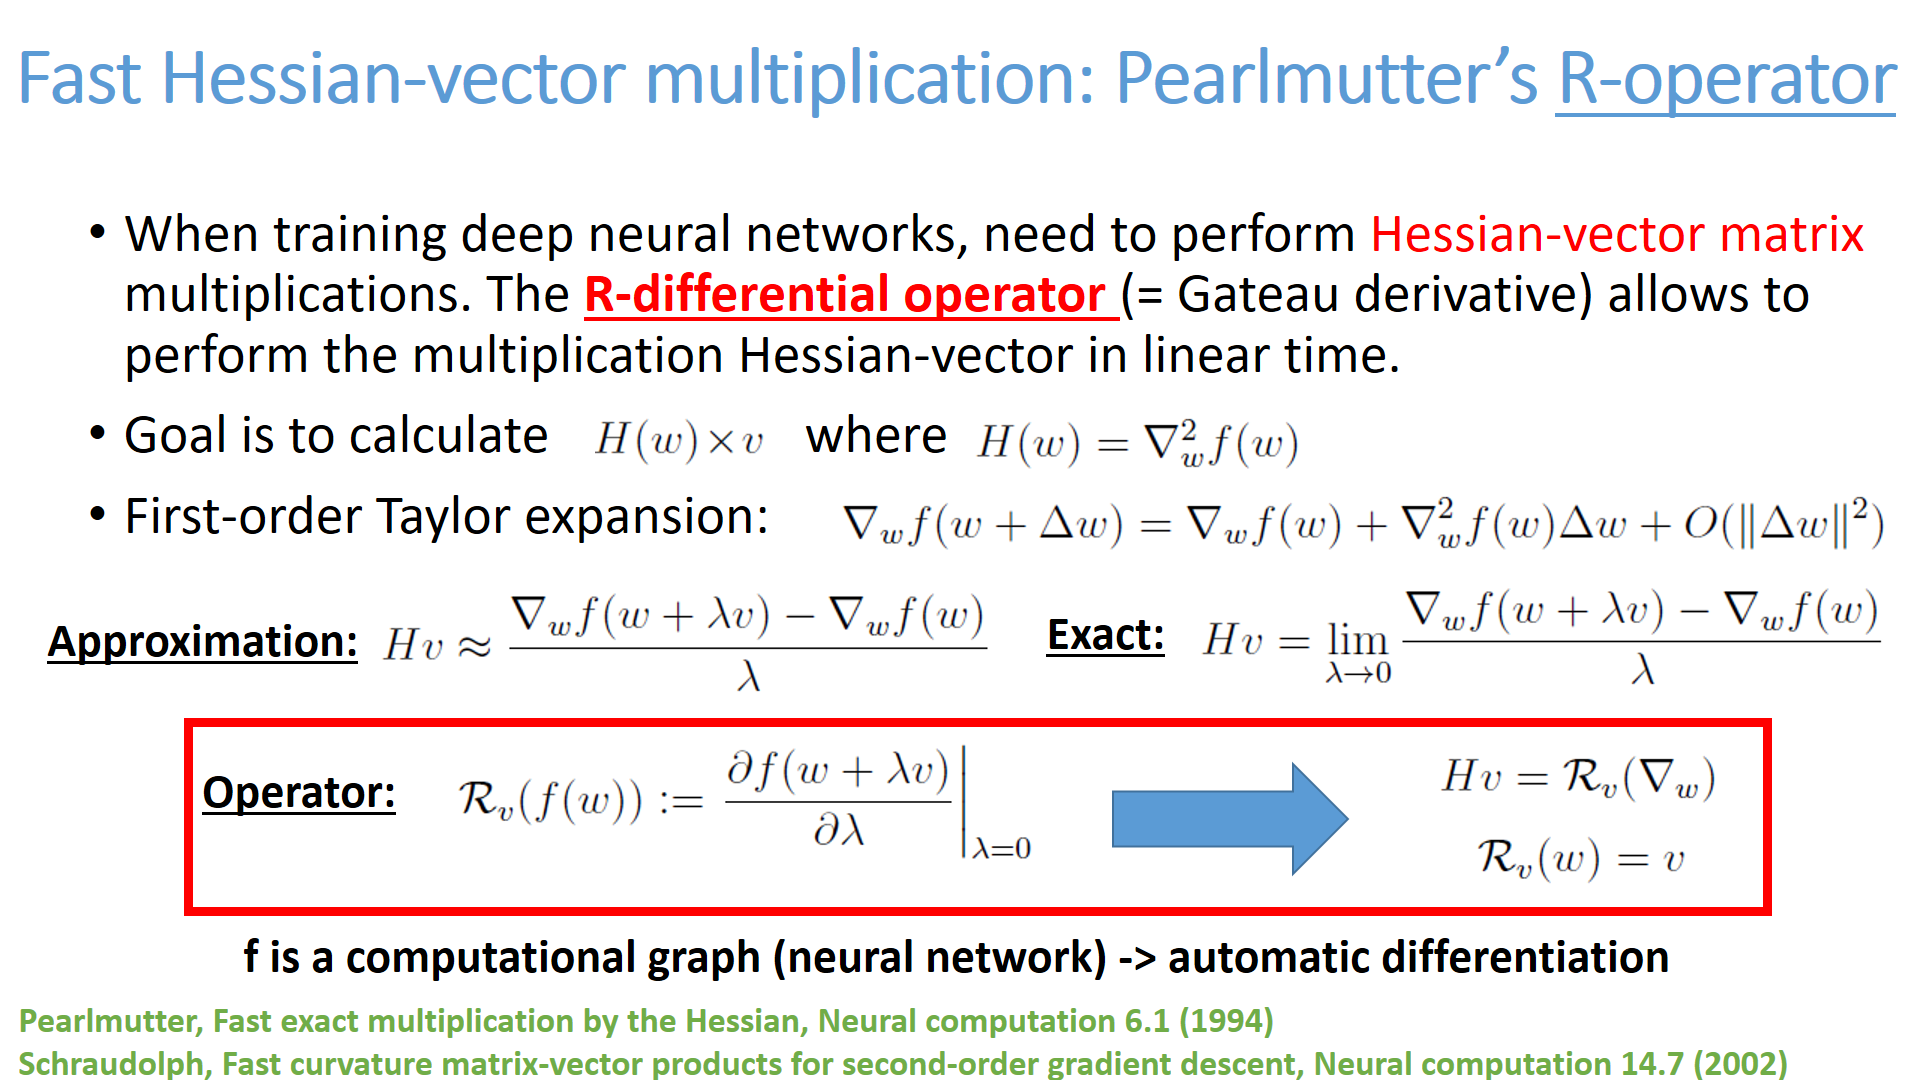 Fast Hessian-vector multiplication: Pearlmutter's R-operator
• When training deep neural networks, need to perform Hessian-vector matrix
multiplications. The R-differential operator (= Gateau derivative) allows to
perform the multiplication Hessian-vector in linear time.
• Goal is to calculate $H(w) \times v$ where $H(w) = \nabla_w^2 f(w)$
• First-order Taylor expansion: $\nabla_w f(w + \Delta w) = \nabla_w f(w) + \nabla_w^2 f(w) \Delta w + O(\|\Delta w\|^2)$
Approximation: $Hv \approx \frac{\nabla_w f(w + \lambda v) - \nabla_w f(w)}{\lambda}$ Exact: $Hv = \lim_{\lambda \to 0} \frac{\nabla_w f(w + \lambda v) - \nabla_w f(w)}{\lambda}$
Operator: $\mathcal{R}_v(f(w)) := \left. \frac{\partial f(w + \lambda v)}{\partial \lambda} \right|_{\lambda=0}$
$Hv = \mathcal{R}_v(\nabla_w)$
$\mathcal{R}_v(w) = v$
f is a computational graph (neural network) -> automatic differentiation
Pearlmutter, Fast exact multiplication by the Hessian, Neural computation 6.1 (1994)
Schraudolph, Fast curvature matrix-vector products for second-order gradient descent, Neural computation 14.7 (2002)